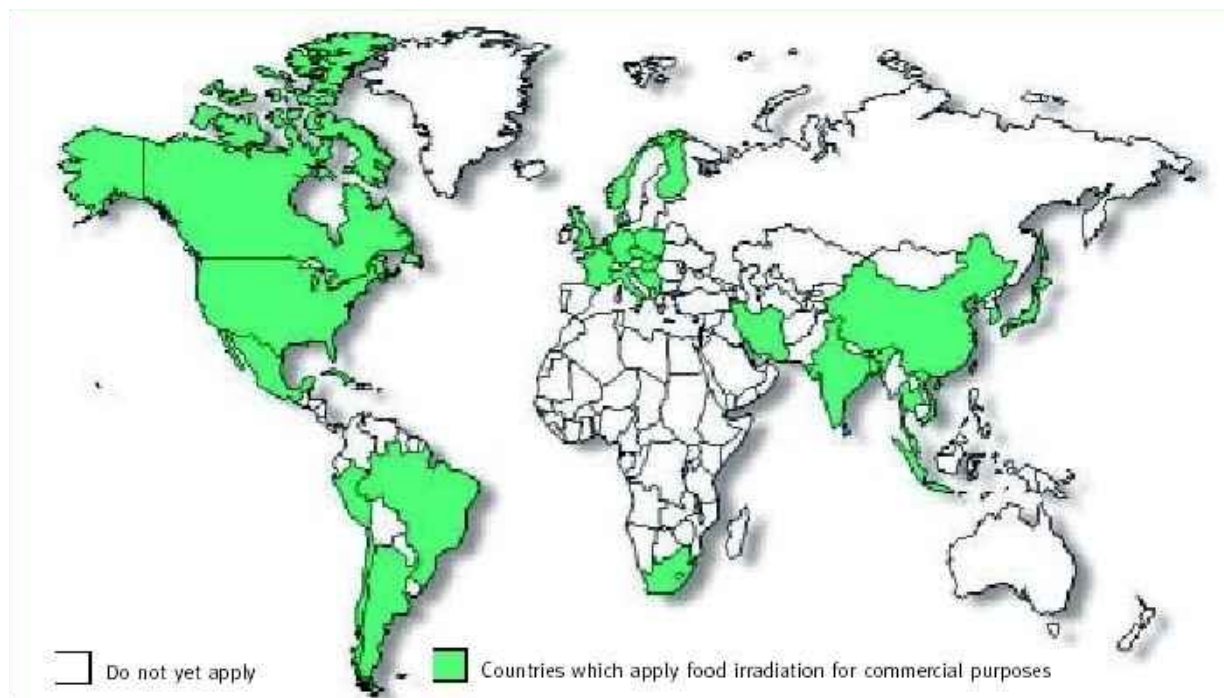 Do not yet apply
Countries which apply food irradiation for commercial purposes